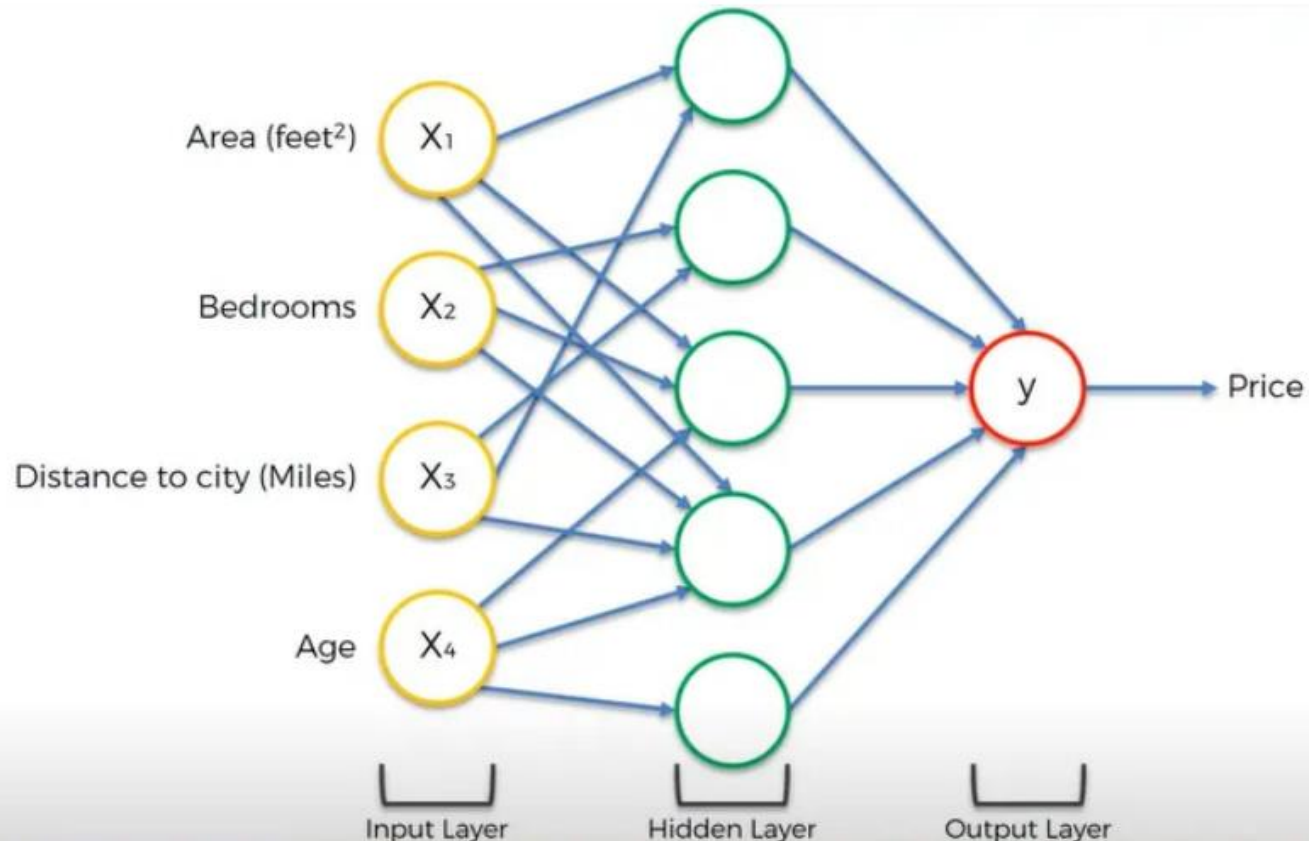 Area (feet²)
X₁
Bedrooms
X₂
Distance to city (Miles)
X₃
Age
X₄
y
Price
Input Layer
Hidden Layer
Output Layer